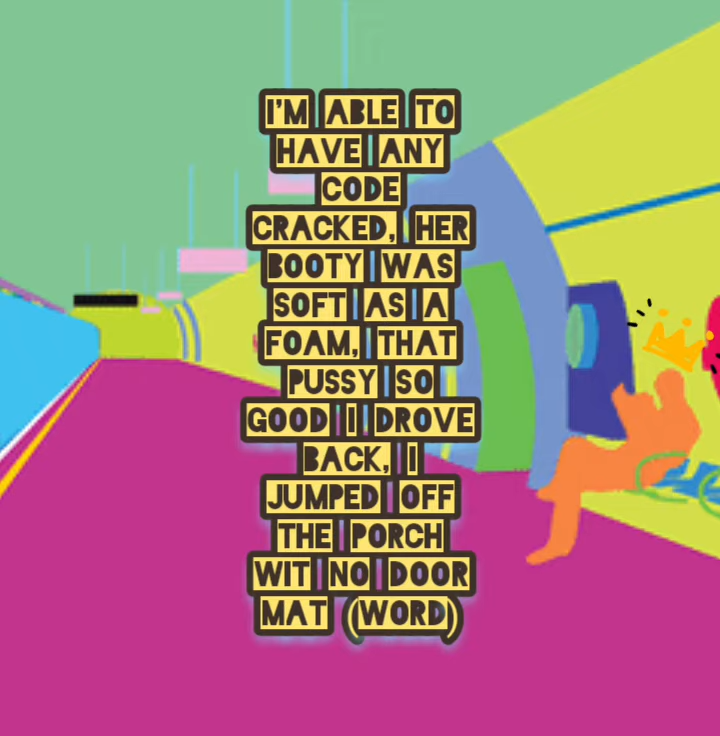 I'M ABLE TO
HAVE ANY
CODE
CRACKED, HER
BOOTY WAS
SOFT AS A
FOAM, THAT
PUSSY SO
GOOD I DROVE
BACK, I
JUMPED OFF
THE PORCH
WIT NO DOOR
MAT (WORD)